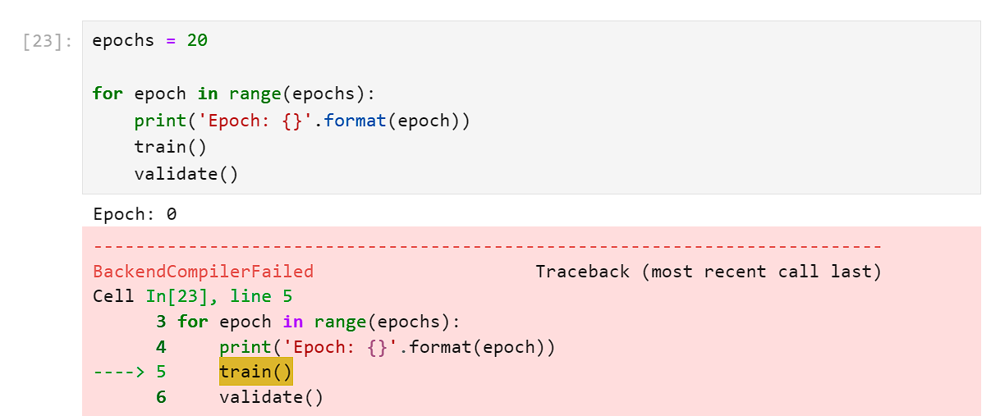 [23]: epochs = 20
for epoch in range(epochs):
    print('Epoch: {}'.format(epoch))
    train()
    validate()
Epoch: 0
---------------------------------------------------------------------------
BackendCompilerFailed                     Traceback (most recent call last)
Cell In[23], line 5
      3 for epoch in range(epochs):
      4     print('Epoch: {}'.format(epoch))
----> 5     train()
      6     validate()